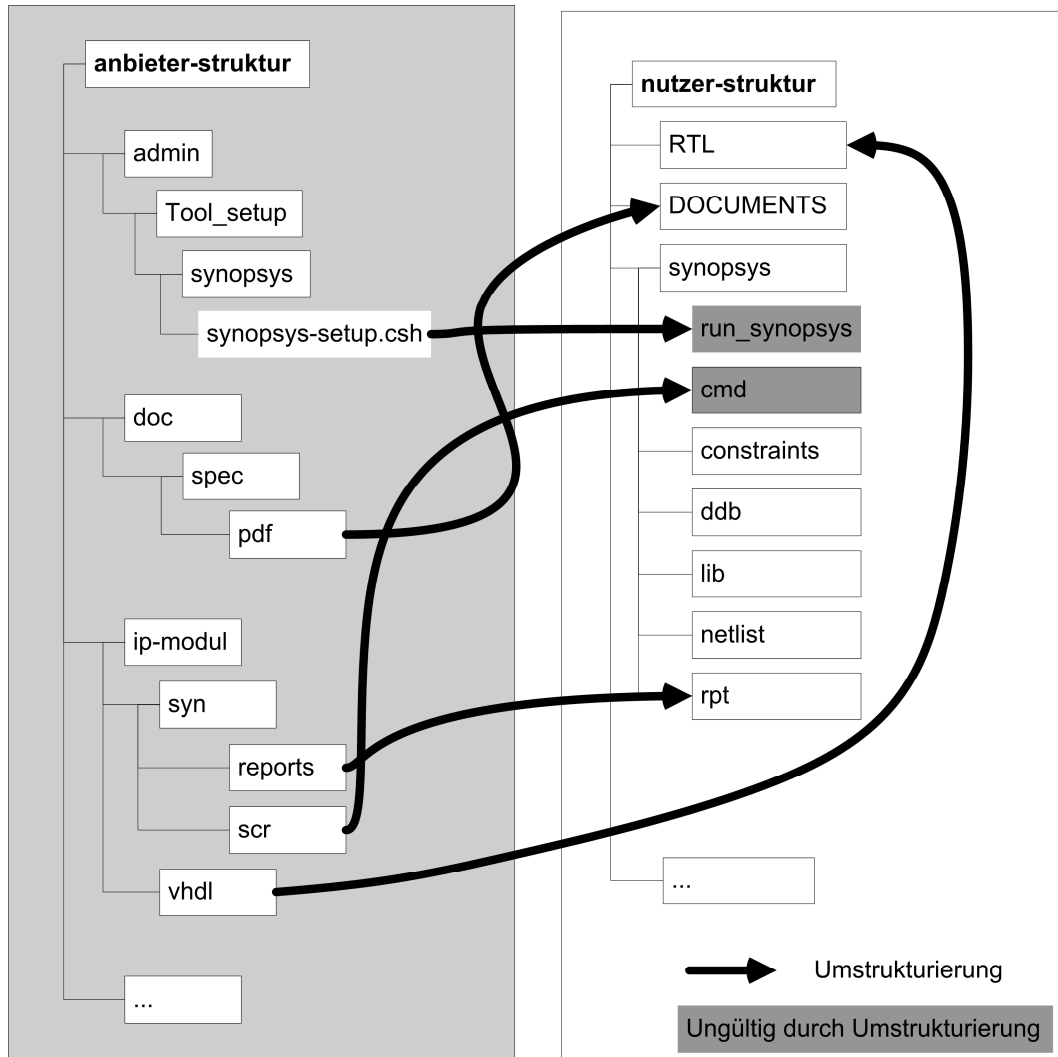 anbieter-struktur
admin
Tool_setup
synopsys
synopsys-setup.csh
doc
spec
pdf
ip-modul
syn
reports
scr
vhdl
...
nutzer-struktur
RTL
DOCUMENTS
synopsys
run_synopsys
cmd
constraints
ddb
lib
netlist
rpt
...
Umstrukturierung
Ungültig durch Umstrukturierung